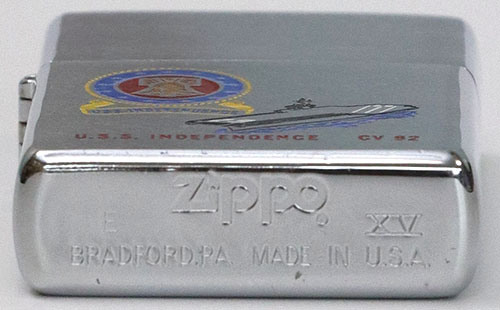 U.S.S. INDEPENDENCE CV 62
Zippo
E XV
BRADFORD, PA. MADE IN U.S.A.